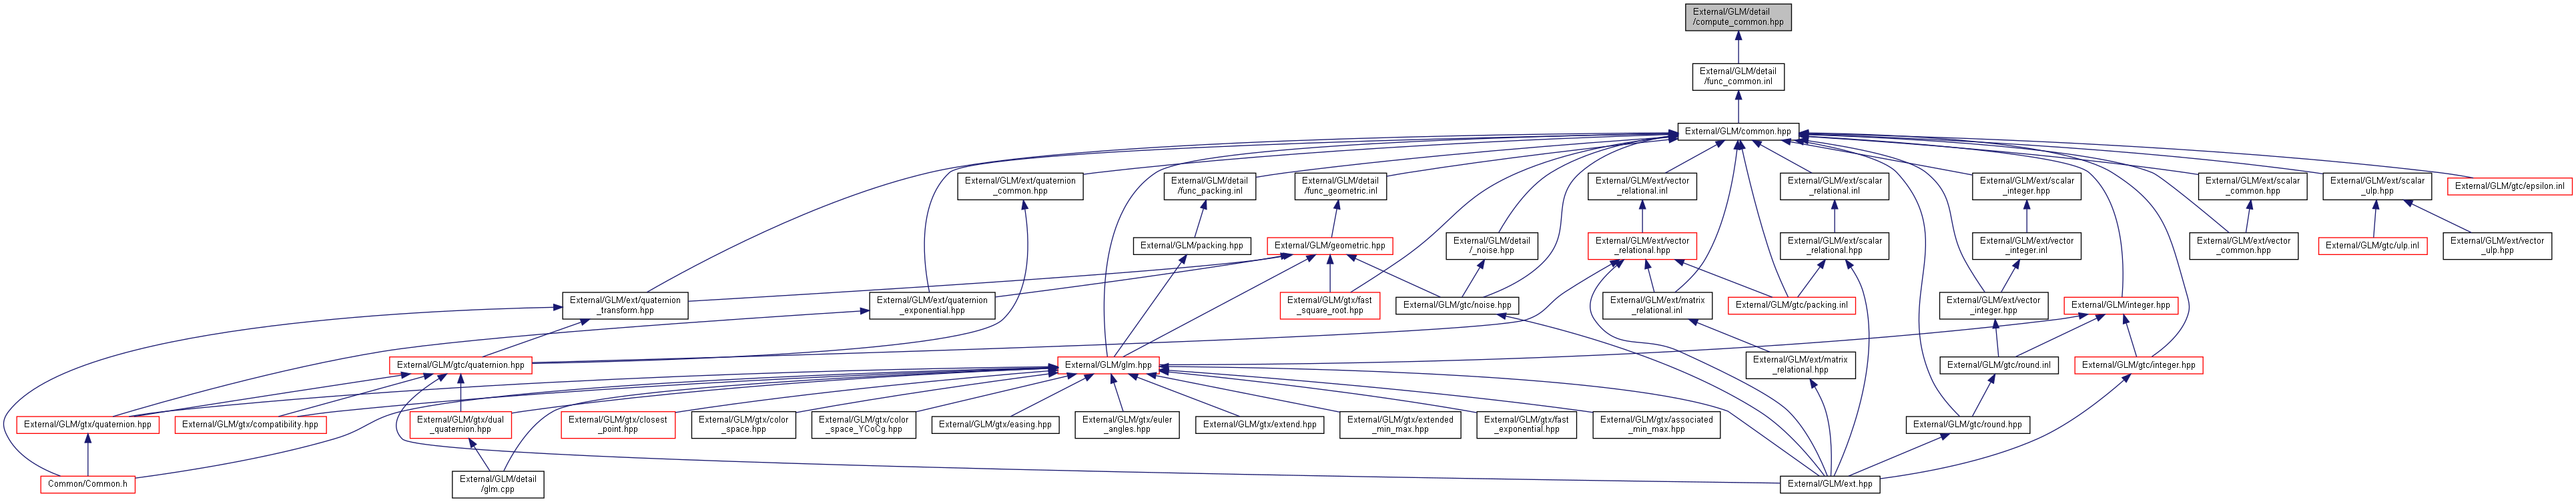 External/GLM/detail
/compute_common.hpp
External/GLM/detail
/func_common.inl
External/GLM/common.hpp
External/GLM/ext/quaternion
_common.hpp
External/GLM/detail
/func_packing.inl
External/GLM/detail
/func_geometric.inl
External/GLM/ext/vector
_relational.inl
External/GLM/ext/scalar
_relational.inl
External/GLM/ext/scalar
_integer.hpp
External/GLM/ext/scalar
_common.hpp
External/GLM/ext/scalar
_ulp.hpp
External/GLM/gtc/epsilon.inl
External/GLM/packing.hpp
External/GLM/geometric.hpp
External/GLM/detail
/_noise.hpp
External/GLM/ext/vector
_relational.hpp
External/GLM/ext/scalar
_relational.hpp
External/GLM/ext/vector
_integer.inl
External/GLM/ext/vector
_common.hpp
External/GLM/gtc/ulp.inl
External/GLM/ext/vector
_ulp.hpp
External/GLM/ext/quaternion
_transform.hpp
External/GLM/ext/quaternion
_exponential.hpp
External/GLM/gtx/fast
_square_root.hpp
External/GLM/gtc/noise.hpp
External/GLM/ext/matrix
_relational.inl
External/GLM/gtc/packing.inl
External/GLM/ext/vector
_integer.hpp
External/GLM/integer.hpp
External/GLM/gtc/quaternion.hpp
External/GLM/glm.hpp
External/GLM/ext/matrix
_relational.hpp
External/GLM/gtc/round.inl
External/GLM/gtc/integer.hpp
External/GLM/gtx/quaternion.hpp
External/GLM/gtx/compatibility.hpp
External/GLM/gtx/dual
_quaternion.hpp
External/GLM/gtx/closest
_point.hpp
External/GLM/gtx/color
_space.hpp
External/GLM/gtx/color
_space_YCoCg.hpp
External/GLM/gtx/easing.hpp
External/GLM/gtx/euler
_angles.hpp
External/GLM/gtx/extend.hpp
External/GLM/gtx/extended
_min_max.hpp
External/GLM/gtx/fast
_exponential.hpp
External/GLM/gtx/associated
_min_max.hpp
External/GLM/gtc/round.hpp
Common/Common.h
External/GLM/detail
/glm.cpp
External/GLM/ext.hpp